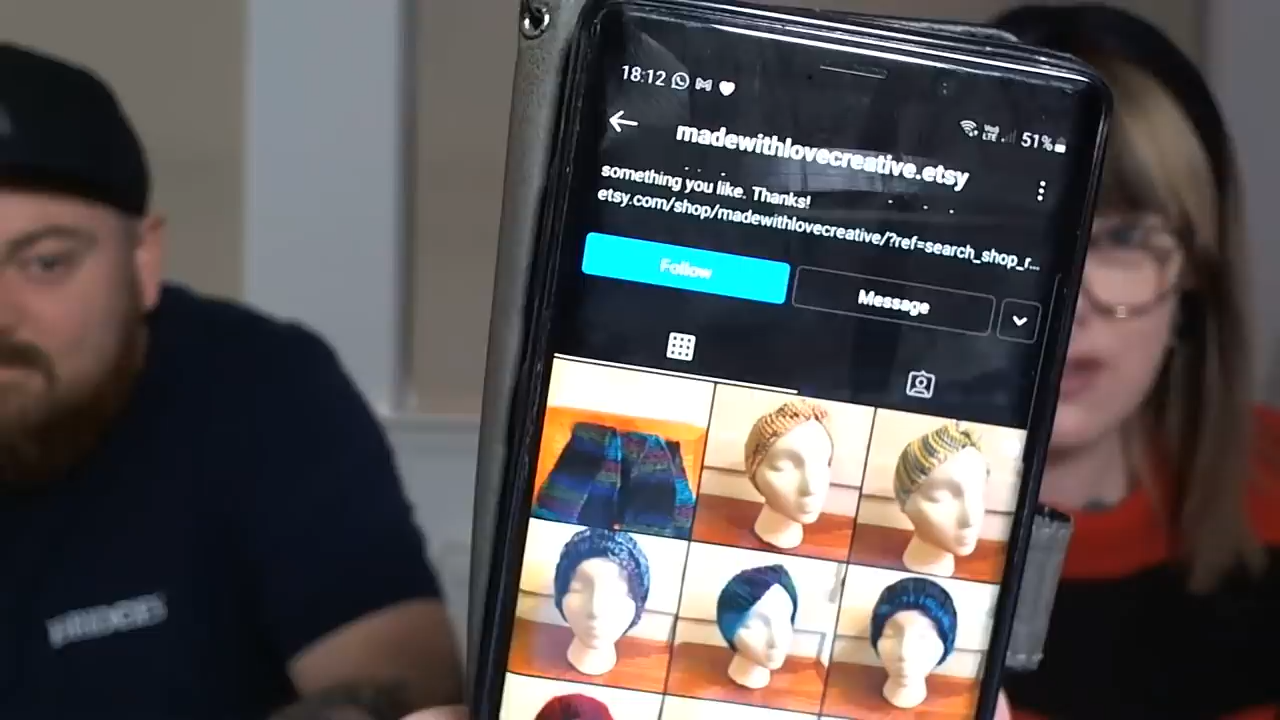 18:12
51%
madewithlovecreative.etsy
something you like. Thanks!
etsy.com/shop/madewithlovecreative/?ref=search_shop_r...
Follow
Message